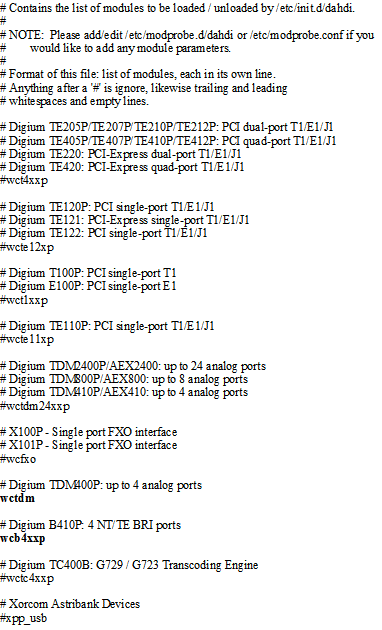 # Contains the list of modules to be loaded / unloaded by /etc/init.d/dahdi.
#
# NOTE:  Please add/edit /etc/modprobe.d/dahdi or /etc/modprobe.conf if you
#        would like to add any module parameters.
#
# Format of this file: list of modules, each in its own line.
# Anything after a '#' is ignore, likewise trailing and leading
# whitespaces and empty lines.

# Digium TE205P/TE207P/TE210P/TE212P: PCI dual-port T1/E1/J1
# Digium TE405P/TE407P/TE410P/TE412P: PCI quad-port T1/E1/J1
# Digium TE220: PCI-Express dual-port T1/E1/J1
# Digium TE420: PCI-Express quad-port T1/E1/J1
#wct4xxp

# Digium TE120P: PCI single-port T1/E1/J1
# Digium TE121: PCI-Express single-port T1/E1/J1
# Digium TE122: PCI single-port T1/E1/J1
#wcte12xp

# Digium T100P: PCI single-port T1
# Digium E100P: PCI single-port E1
#wct1xxp

# Digium TE110P: PCI single-port T1/E1/J1
#wcte11xp

# Digium TDM2400P/AEX2400: up to 24 analog ports
# Digium TDM800P/AEX800: up to 8 analog ports
# Digium TDM410P/AEX410: up to 4 analog ports
#wctdm24xxp

# X100P - Single port FXO interface
# X101P - Single port FXO interface
#wcfxo

# Digium TDM400P: up to 4 analog ports
wctdm

# Digium B410P: 4 NT/TE BRI ports
wcb4xxp

# Digium TC400B: G729 / G723 Transcoding Engine
#wctc4xxp

# Xorcom Astribank Devices
#xpp_usb